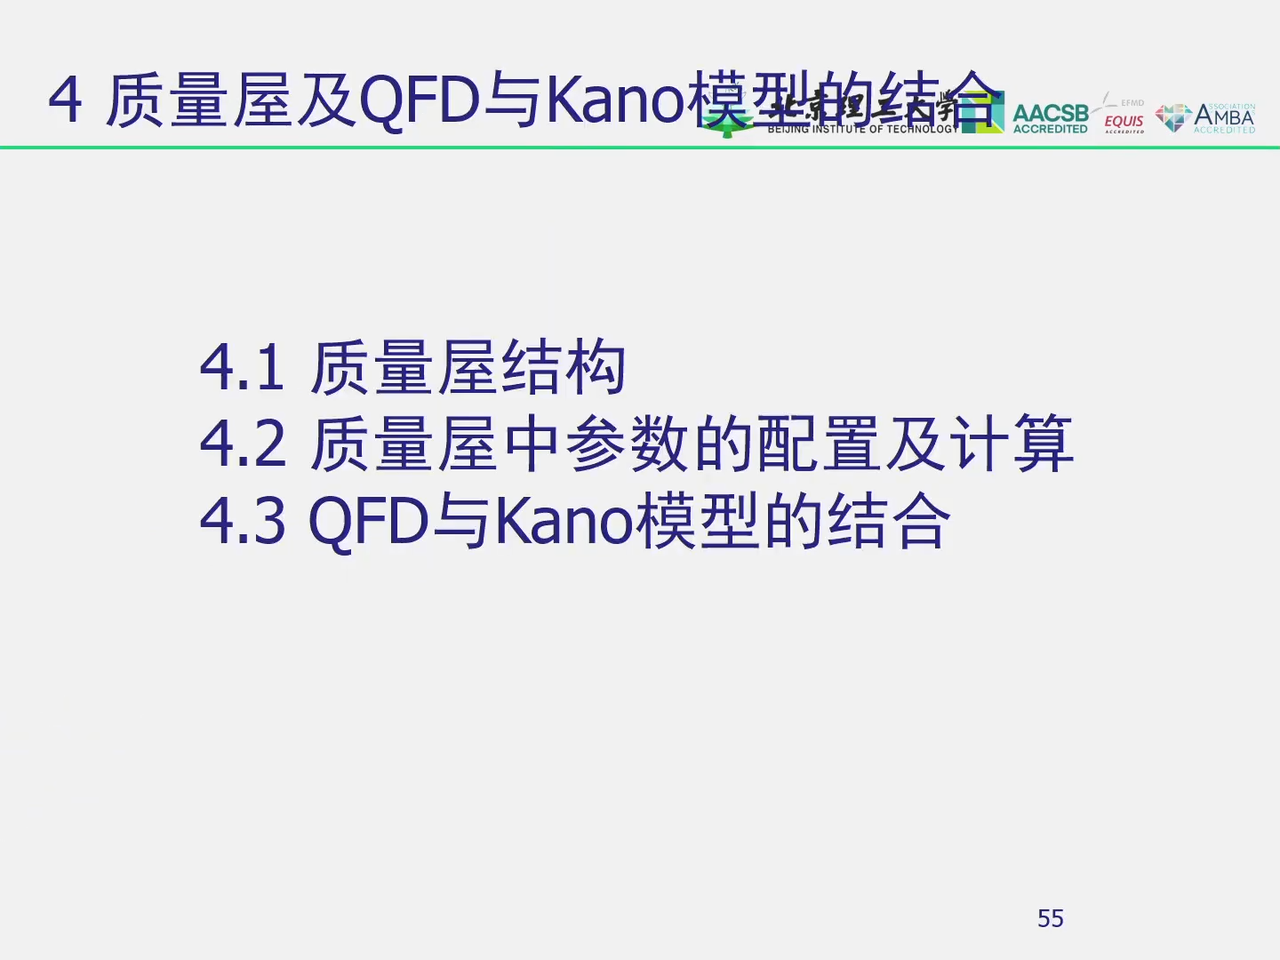 4 质量屋及QFD与Kano模型的结合
北京理工大学
BEIJING INSTITUTE OF TECHNOLOGY
AACSB
ACCREDITED
EFMD
EQUIS
ACCREDITED
ASSOCIATION
AMBA
ACCREDITED
4.1 质量屋结构
4.2 质量屋中参数的配置及计算
4.3 QFD与Kano模型的结合
55